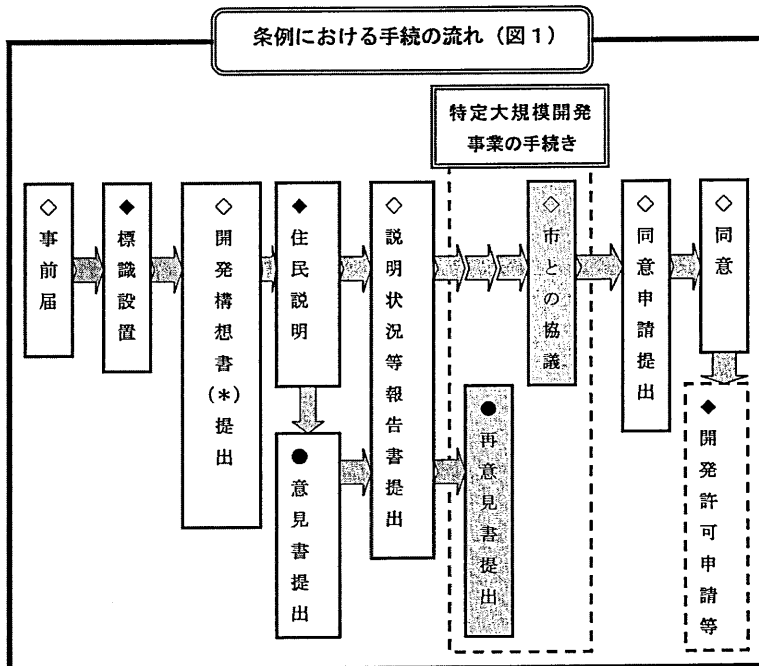 条例における手続の流れ（図１）
特定大規模開発
事業の手続き
◇事前届
◆標識設置
◇開発構想書(＊)提出
◆住民説明
●意見書提出
◇説明状況等報告書提出
●再意見書提出
◇市との協議
◇同意申請提出
◇同意
◆開発許可申請等